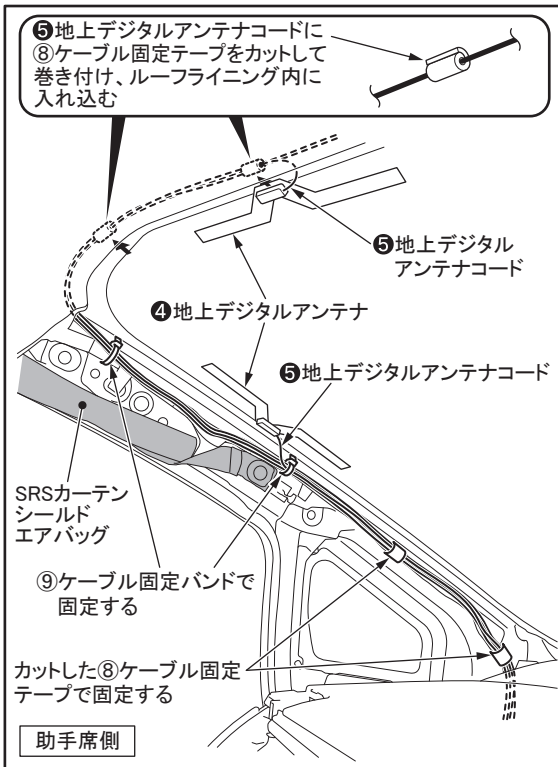 ❺地上デジタルアンテナコードに
⑧ケーブル固定テープをカットして
巻き付け、ルーフライニング内に
入れ込む
❺地上デジタル
アンテナコード
❹地上デジタルアンテナ
❺地上デジタルアンテナコード
SRSカーテン
シールド
エアバッグ
⑨ケーブル固定バンドで
固定する
カットした⑧ケーブル固定
テープで固定する
助手席側